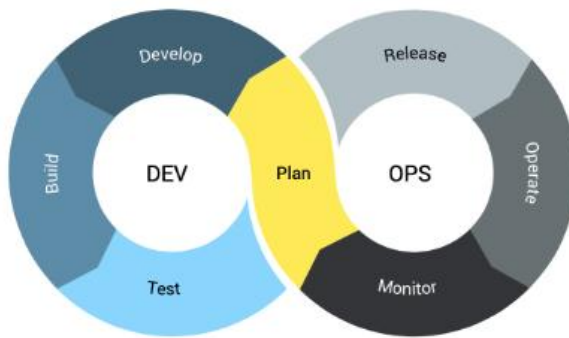 Develop
Release
Build
DEV
Plan
OPS
Operate
Test
Monitor